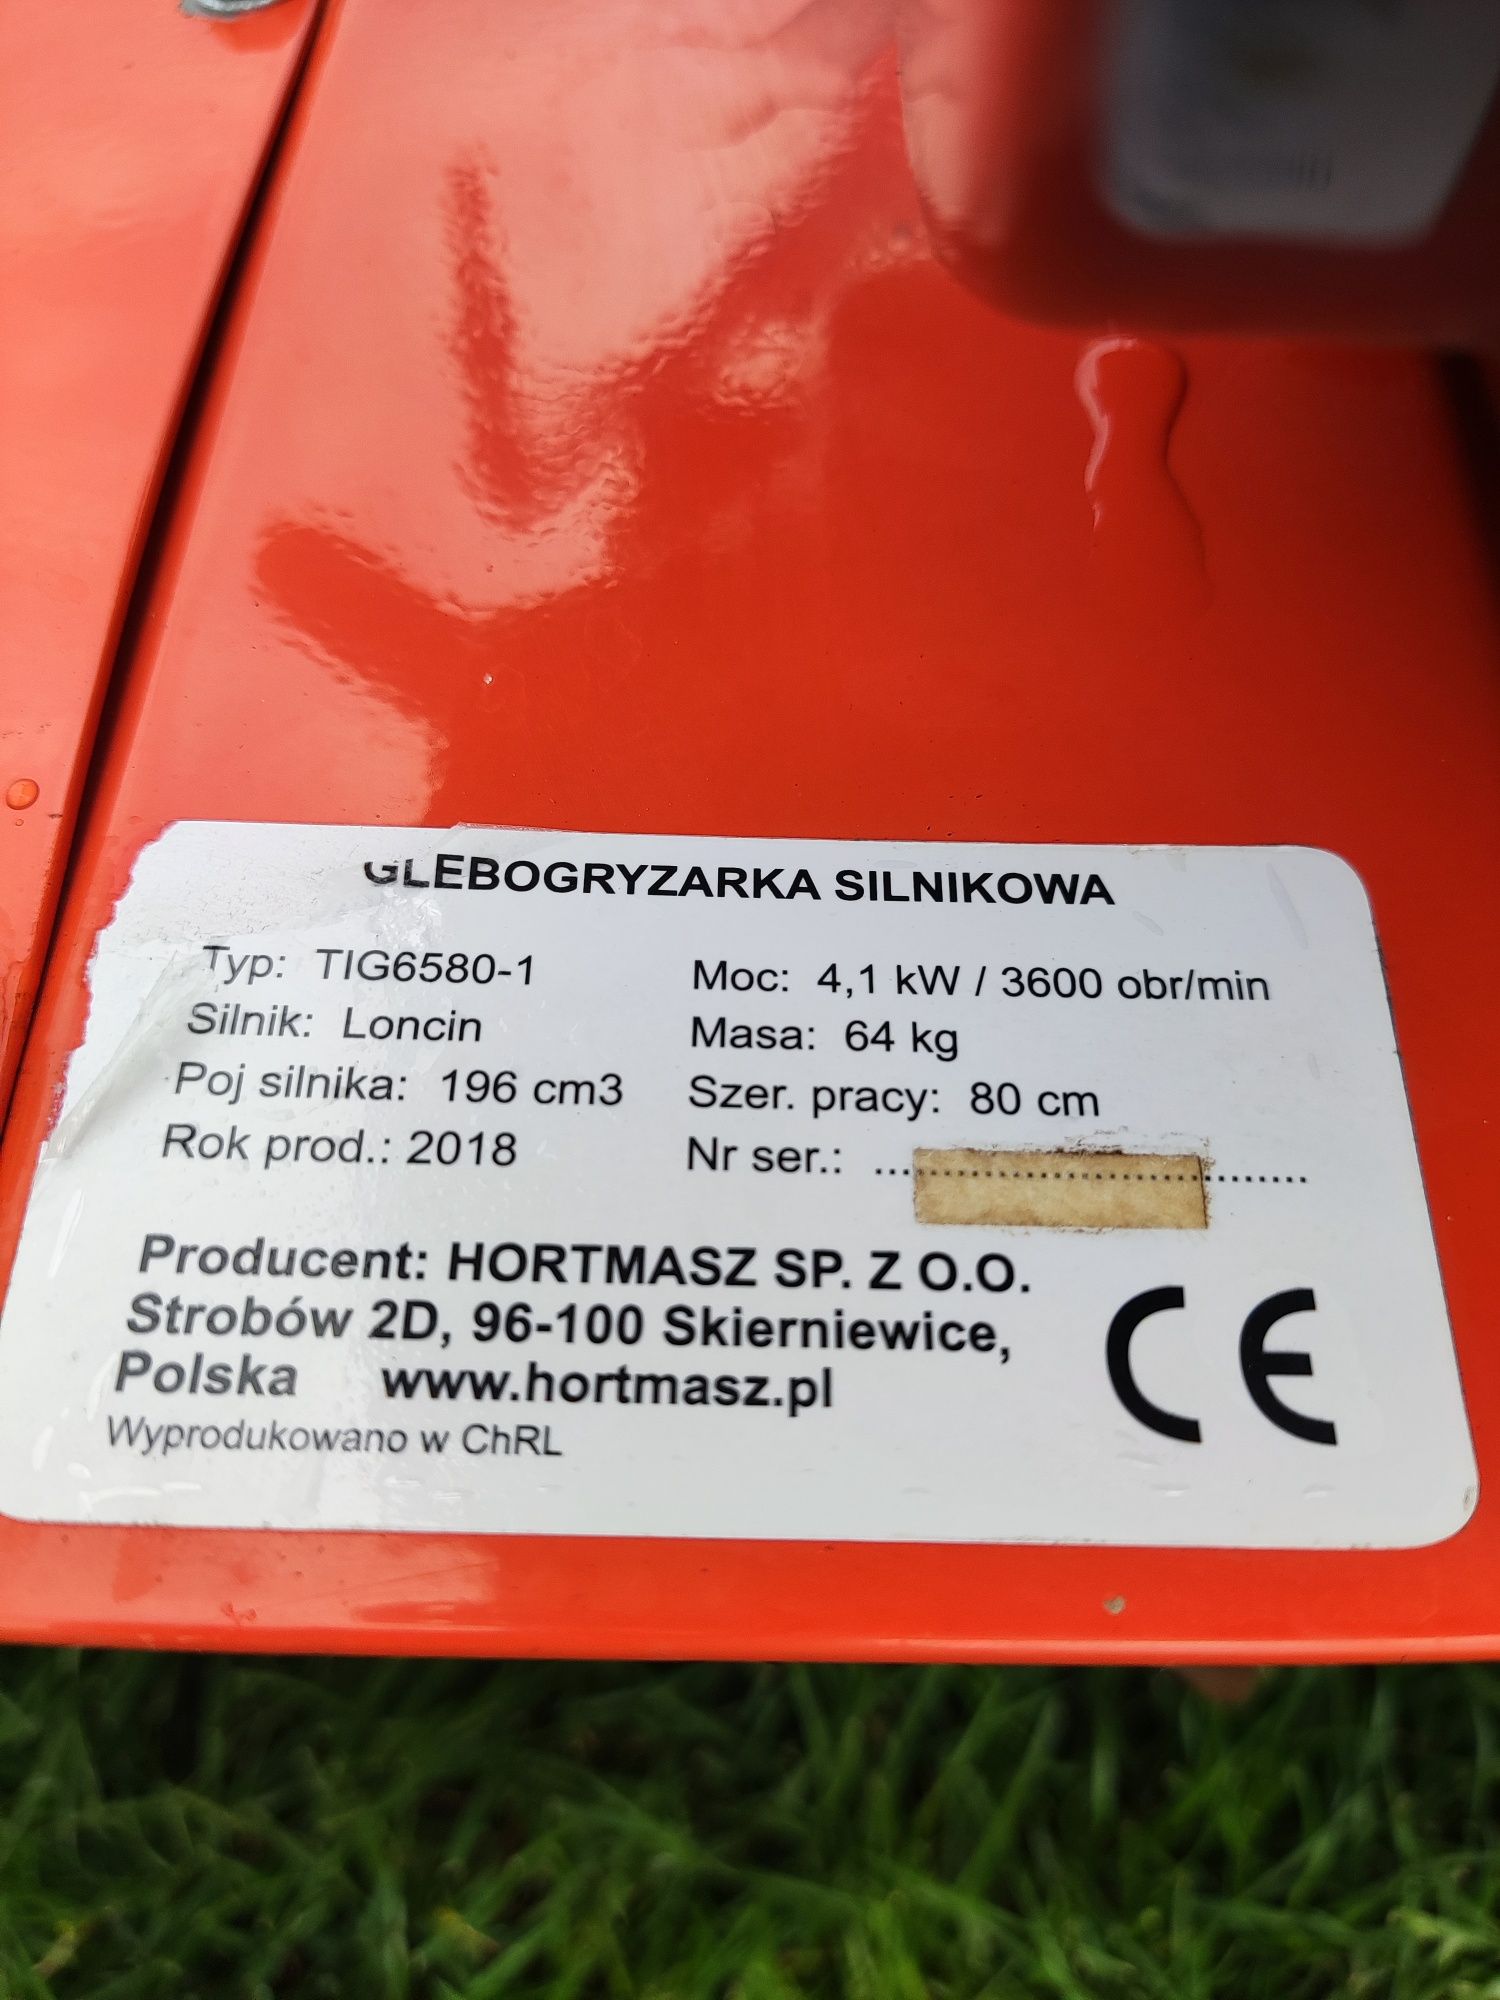 GLEBOGRYZARKA SILNIKOWA
Typ: TIG6580-1
Silnik: Loncin
Poj silnika: 196 cm3
Rok prod.: 2018
Moc: 4,1 kW / 3600 obr/min
Masa: 64 kg
Szer. pracy: 80 cm
Nr ser.: ........................................
Producent: HORTMASZ SP. Z O.O.
Strobów 2D, 96-100 Skierniewice,
Polska www.hortmasz.pl
Wyprodukowano w ChRL
CE